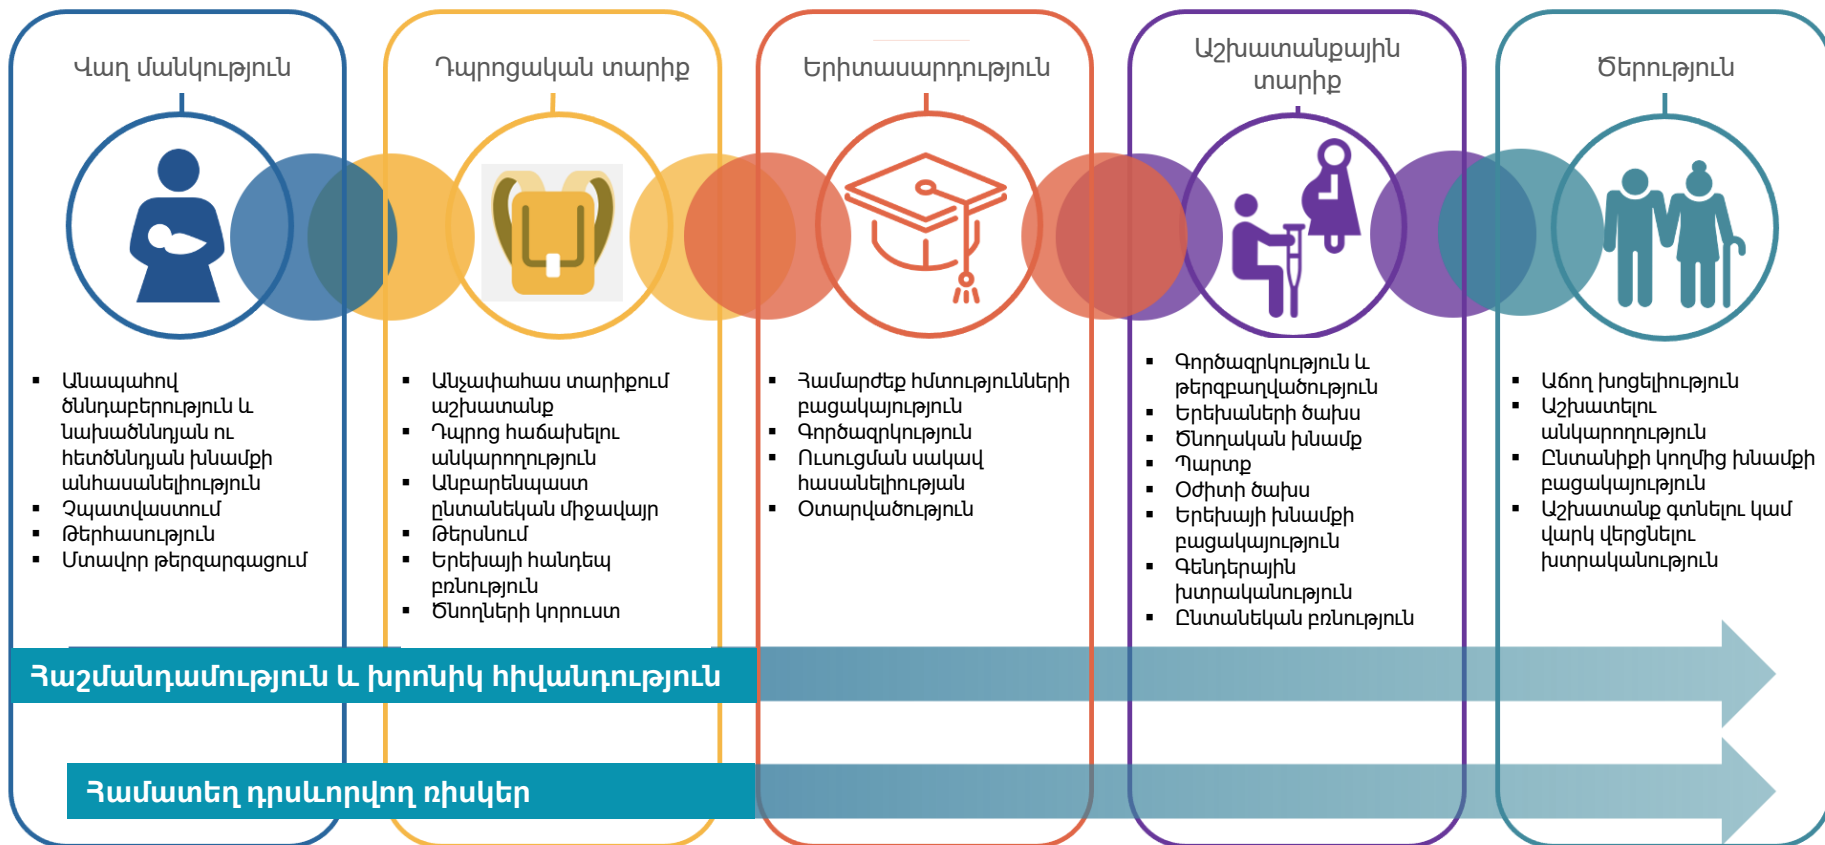 Վաղ մանկություն
▪ Անապահով
ծննդաբերություն և
նախածննդյան ու
հետծննդյան խնամքի
անհասանելիություն
▪ Չպատվաստում
▪ Թերհասություն
▪ Մտավոր թերզարգացում
Դպրոցական տարիք
▪ Անչափահաս տարիքում
աշխատանք
▪ Դպրոց հաճախելու
անկարողություն
▪ Անբարենպաստ
ընտանեկան միջավայր
▪ Թերսնում
▪ Երեխայի հանդեպ
բռնություն
▪ Ծնողների կորուստ
Երիտասարդություն
▪ Համարժեք հմտությունների
բացակայություն
▪ Գործազրկություն
▪ Ուսուցման սակավ
հասանելիության
▪ Օտարվածություն
Աշխատանքային
տարիք
▪ Գործազրկություն և
թերզբաղվածություն
▪ Երեխաների ծախս
▪ Ծնողական խնամք
▪ Պարտք
▪ Օժիտի ծախս
▪ Երեխայի խնամքի
բացակայություն
▪ Գենդերային
խտրականություն
▪ Ընտանեկան բռնություն
Ծերություն
▪ Աճող խոցելիություն
▪ Աշխատելու
անկարողություն
▪ Ընտանիքի կողմից խնամքի
բացակայություն
▪ Աշխատանք գտնելու կամ
վարկ վերցնելու
խտրականություն
Հաշմանդամություն և խրոնիկ հիվանդություն
Համատեղ դրսևորվող ռիսկեր